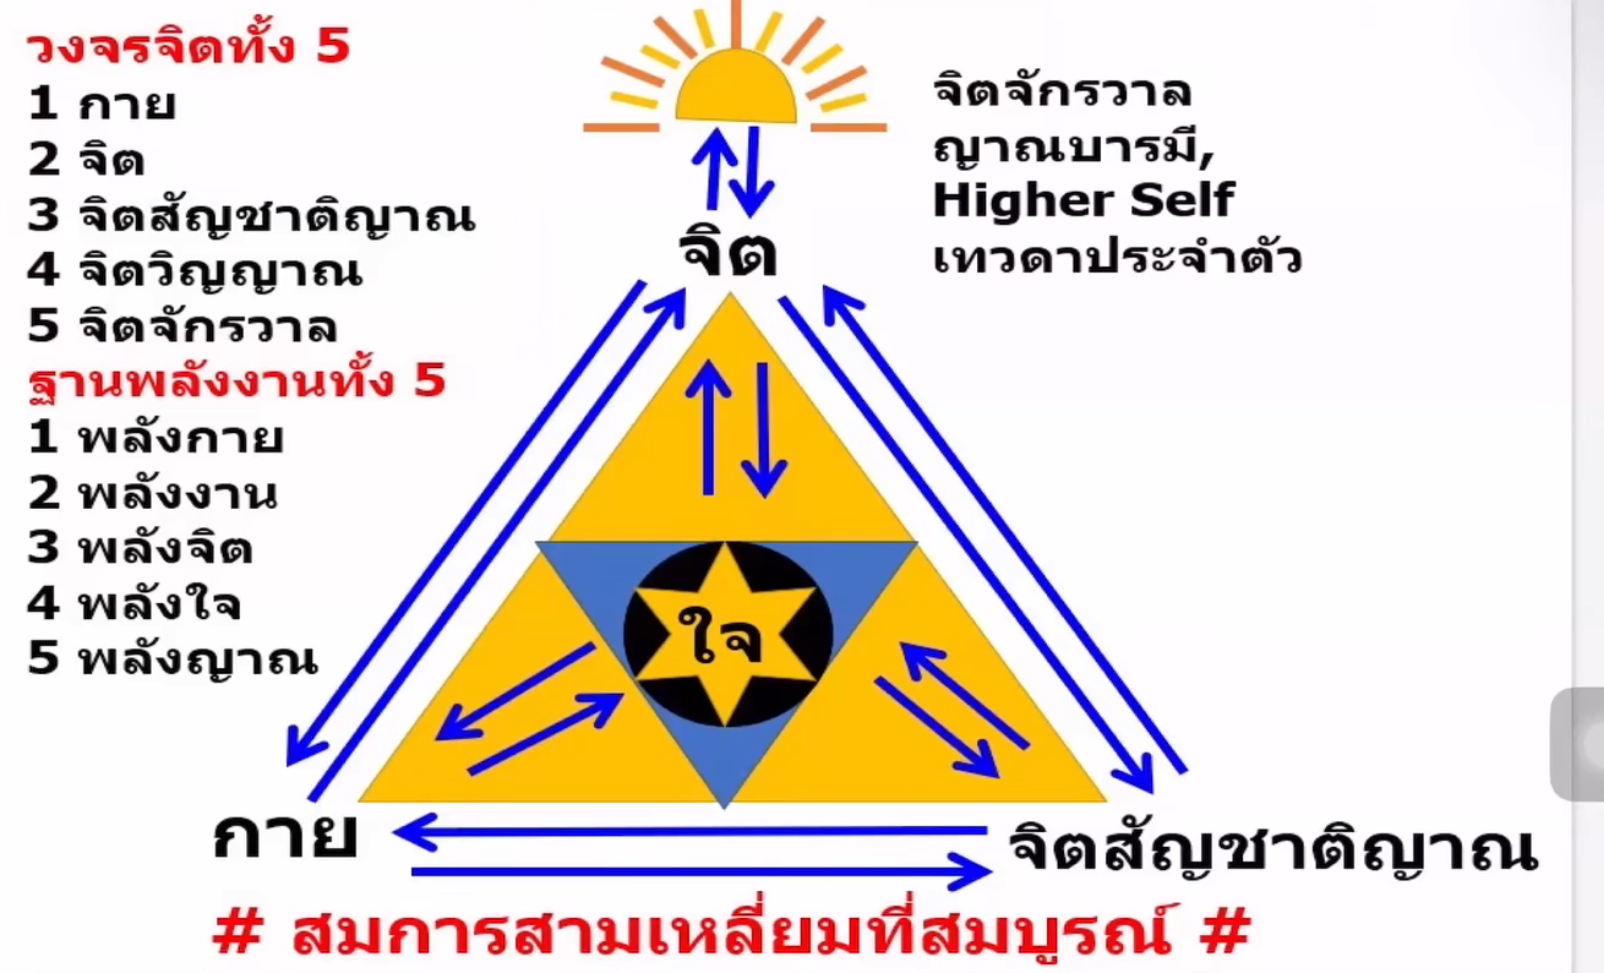 วงจรจิตทั้ง 5
1 กาย
2 จิต
3 จิตสัญชาติญาณ
4 จิตวิญญาณ
5 จิตจักรวาล
ฐานพลังงานทั้ง 5
1 พลังกาย
2 พลังงาน
3 พลังจิต
4 พลังใจ
5 พลังญาณ
จิตจักรวาล
ญาณบารมี,
Higher Self
เทวดาประจำตัว
จิต
ใจ
กาย
จิตสัญชาติญาณ
# สมการสามเหลี่ยมที่สมบูรณ์ #